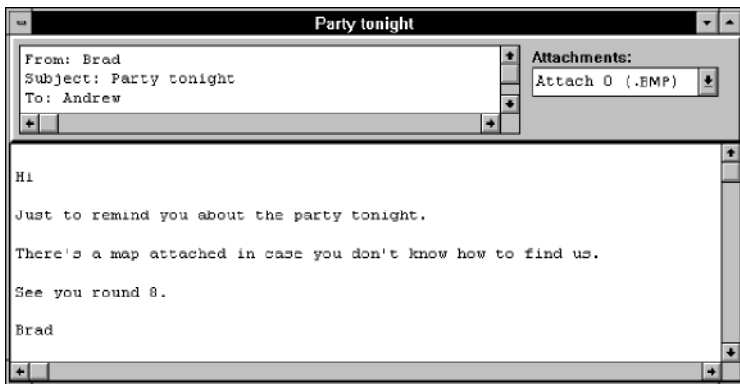 Party tonight
From: Brad
Subject: Party tonight
To: Andrew
Attachments:
Attach 0 (.BMP)
Hi
Just to remind you about the party tonight.
There's a map attached in case you don't know how to find us.
See you round 8.
Brad